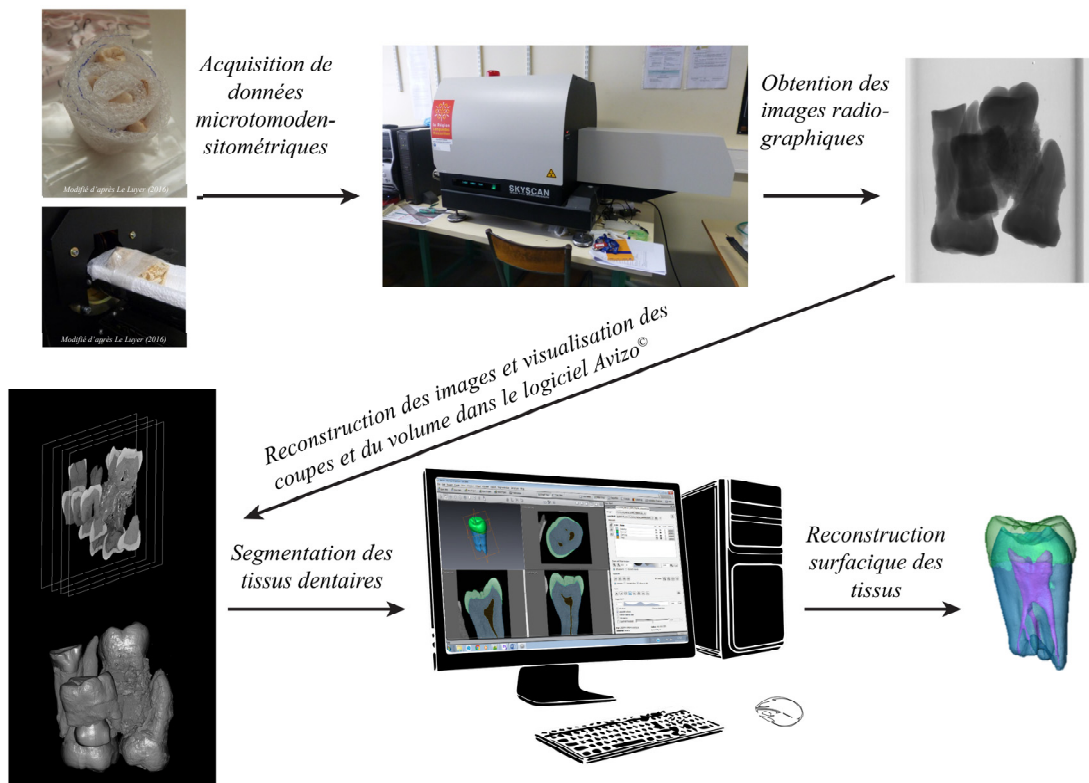 Acquisition de
données
microtomoden-
sitométriques
Modifié d'après Le Luyer (2016)
Modifié d'après Le Luyer (2016)
SKYSCAN
Obtention des
images radio-
graphiques
Reconstruction des images et visualisation des
coupes et du volume dans le logiciel Avizo©
Segmentation des
tissus dentaires
Reconstruction
surfacique des
tissus